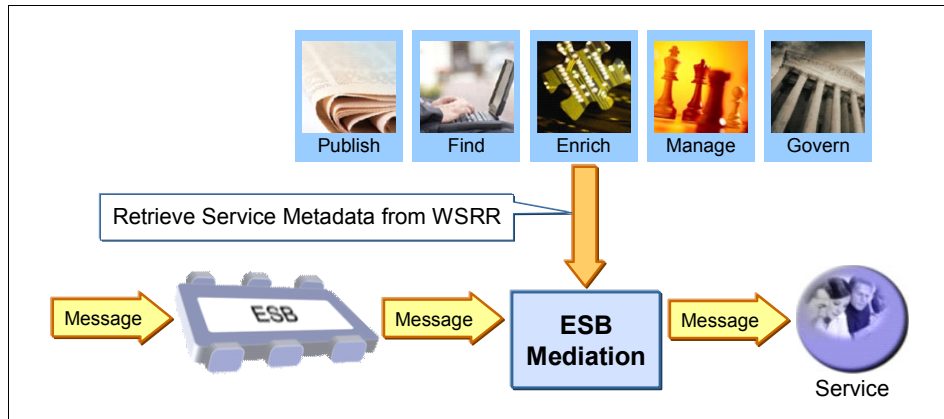 Publish
Find
Enrich
Manage
Govern
Retrieve Service Metadata from WSRR
Message
ESB
Message
ESB
Mediation
Message
Service